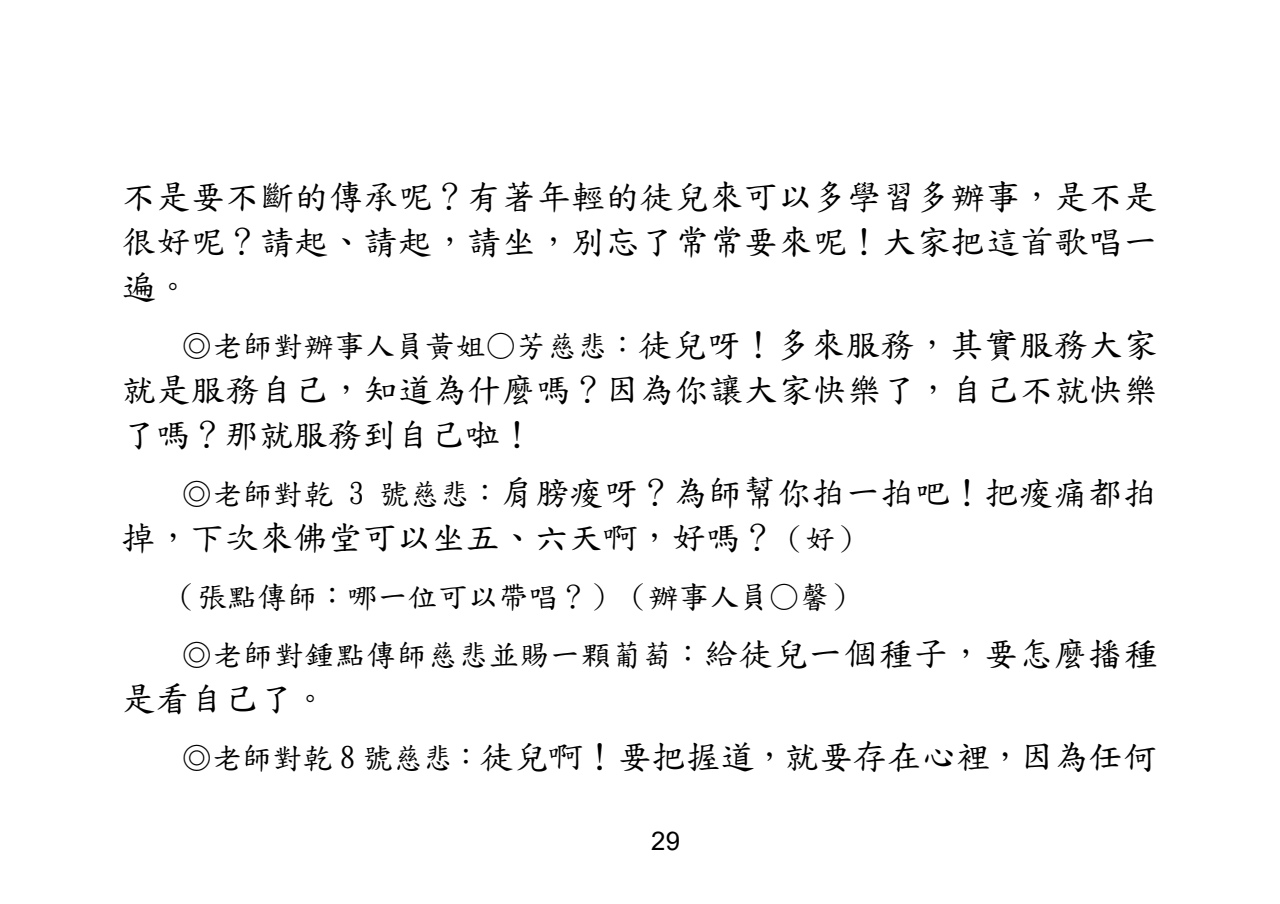 不是要不斷的傳承呢？有著年輕的徒兒來可以多學習多辦事，是不是
很好呢？請起、請起，請坐，別忘了常常要來呢！大家把這首歌唱一
遍。
◎老師對辦事人員黃姐○芳慈悲：徒兒呀！多來服務，其實服務大家
就是服務自己，知道為什麼嗎？因為你讓大家快樂了，自己不就快樂
了嗎？那就服務到自己啦！
◎老師對乾 3 號慈悲：肩膀痠呀？為師幫你拍一拍吧！把痠痛都拍
掉，下次來佛堂可以坐五、六天啊，好嗎？（好）
（張點傳師：哪一位可以帶唱？）（辦事人員○馨）
◎老師對鍾點傳師慈悲並賜一顆葡萄：給徒兒一個種子，要怎麼播種
是看自己了。
◎老師對乾 8 號慈悲：徒兒啊！要把握道，就要存在心裡，因為任何
29